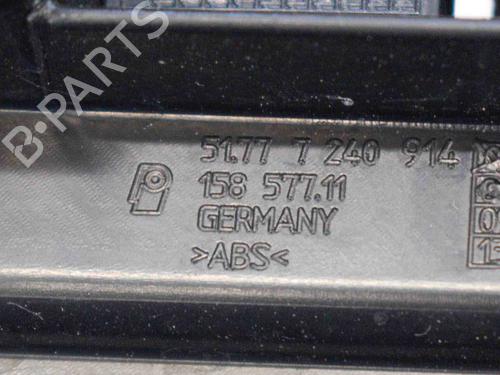 B-PARTS
51.77 7 240 914
158 577.11
GERMANY
>ABS<